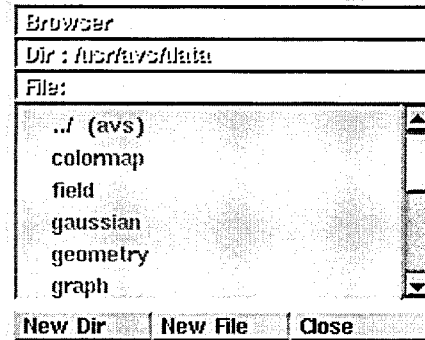 Browser
Dir : /usr/avs/data
File:
../ (avs)
colormap
field
gaussian
geometry
graph
New Dir New File Close